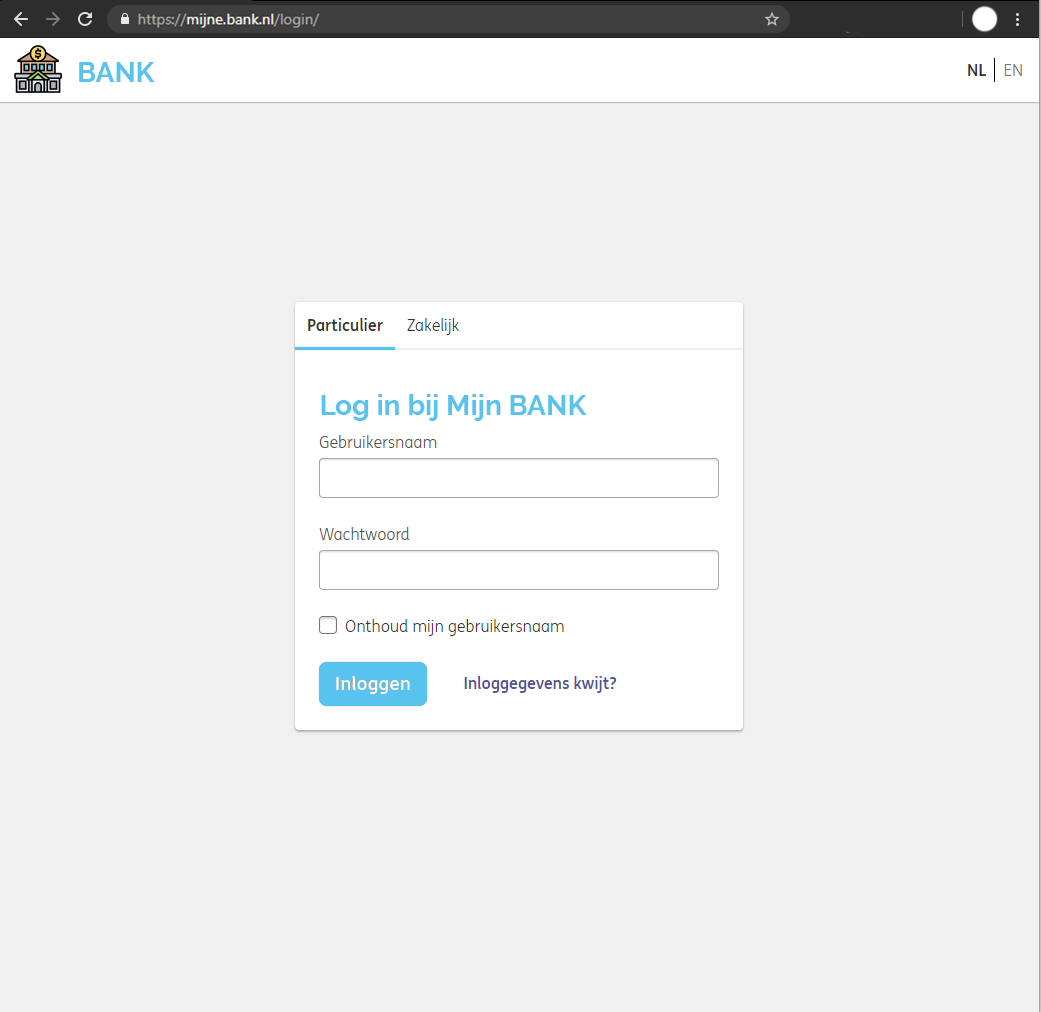 https://mijne.bank.nl/login/
BANK
NL | EN
Particulier Zakelijk
Log in bij Mijn BANK
Gebruikersnaam
Wachtwoord
Onthoud mijn gebruikersnaam
Inloggen Inloggegevens kwijt?